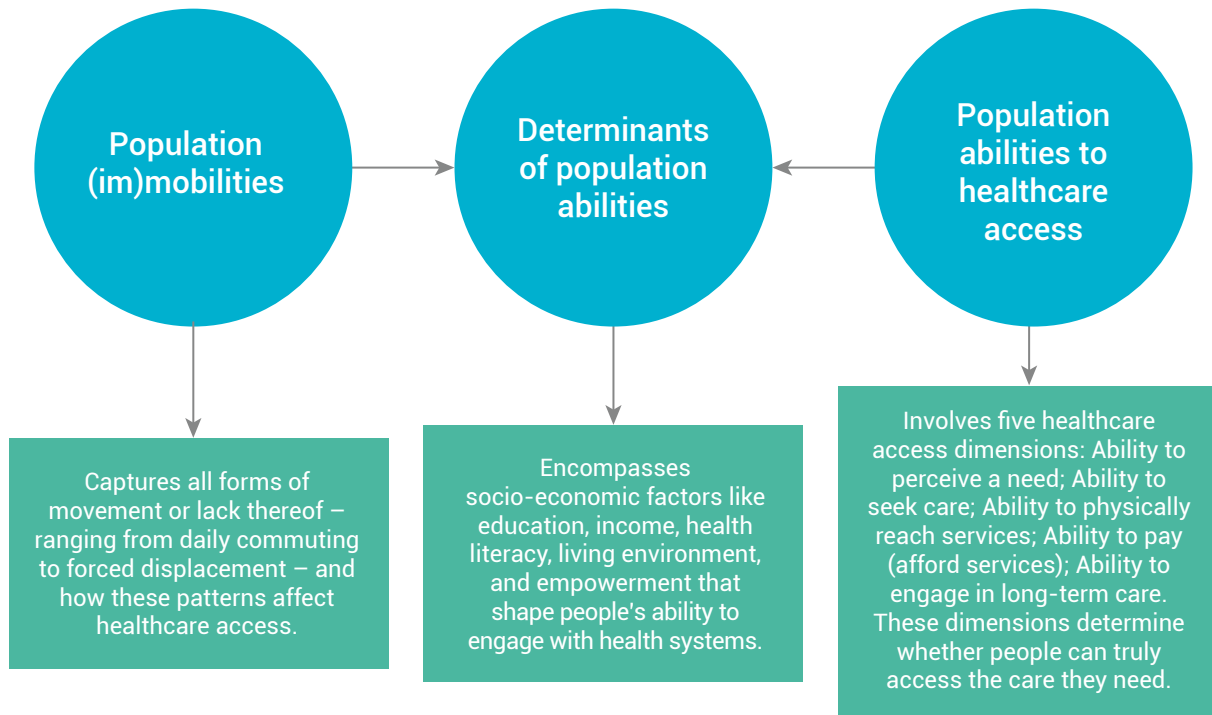 Population
(im)mobilities
Determinants
of population
abilities
Population
abilities to
healthcare
access
Captures all forms of
movement or lack thereof –
ranging from daily commuting
to forced displacement – and
how these patterns affect
healthcare access.
Encompasses
socio-economic factors like
education, income, health
literacy, living environment,
and empowerment that
shape people's ability to
engage with health systems.
Involves five healthcare
access dimensions: Ability to
perceive a need; Ability to
seek care; Ability to physically
reach services; Ability to pay
(afford services); Ability to
engage in long-term care.
These dimensions determine
whether people can truly
access the care they need.